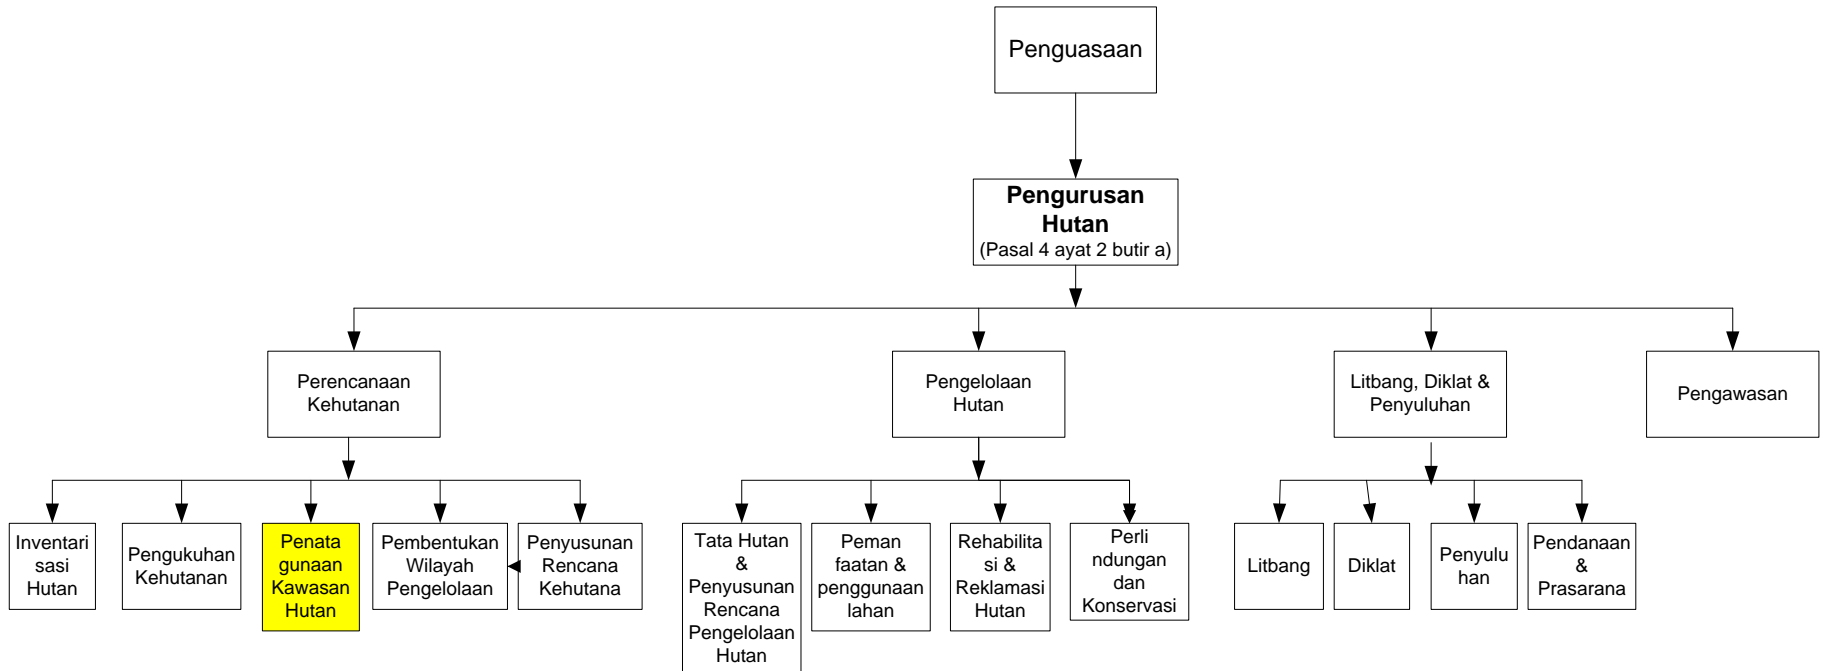 Penguasaan
Pengurusan
Hutan
(Pasal 4 ayat 2 butir a)
Perencanaan
Kehutanan
Pengelolaan
Hutan
Litbang, Diklat &
Penyuluhan
Pengawasan
Inventari
sasi
Hutan
Pengukuhan
Kehutanan
Penata
gunaan
Kawasan
Hutan
Pembentukan
Wilayah
Pengelolaan
Penyusunan
Rencana
Kehutana
Tata Hutan
&
Penyusunan
Rencana
Pengelolaan
Hutan
Peman
faatan &
penggunaan
lahan
Rehabilita
si &
Reklamasi
Hutan
Perli
ndungan
dan
Konservasi
Litbang
Diklat
Penyulu
han
Pendanaan
&
Prasarana